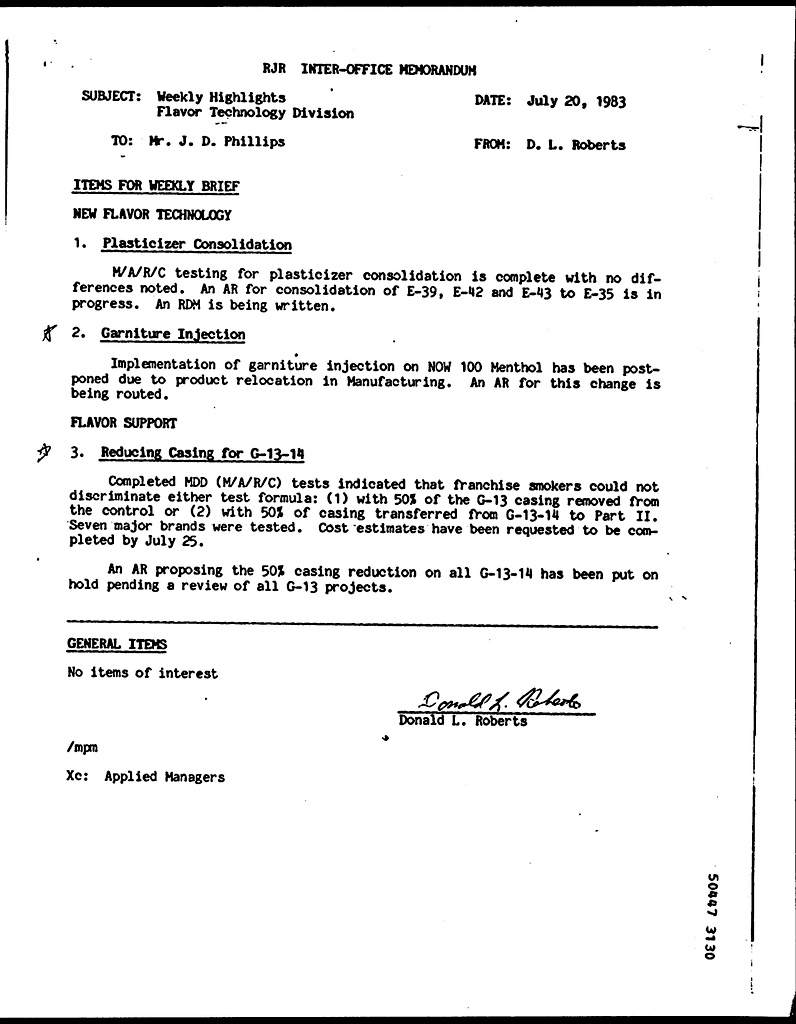 RJR INTER-OFFICE MEMORANDUM
SUBJECT: Weekly Highlights
Flavor Technology Division
DATE: July 20, 1983
TO: Mr. J. D. Phillips
FROM: D. L. Roberts
ITEMS FOR WEEKLY BRIEF
NEW FLAVOR TECHNOLOGY
1. Plasticizer Consolidation
M/A/R/C testing for plasticizer consolidation is complete with no dif-
ferences noted. An AR for consolidation of E-39, E-42 and E-43 to E-35 is in
progress. An RDM is being written.
2. Garniture Injection
Implementation of garniture injection on NOW 100 Menthol has been post-
poned due to product relocation in Manufacturing. An AR for this change is
being routed.
FLAVOR SUPPORT
3. Reducing Casing for G-13-14
Completed MDD (M/A/R/C) tests indicated that franchise smokers could not
discriminate either test formula: (1) with 50% of the G-13 casing removed from
the control or (2) with 50% of casing transferred from G-13-14 to Part II.
Seven major brands were tested. Cost estimates have been requested to be com-
pleted by July 25.
An AR proposing the 50% casing reduction on all G-13-14 has been put on
hold pending a review of all G-13 projects.
GENERAL ITEMS
No items of interest
Donald L. Roberts
Donald L. Roberts
/mpm
Xc: Applied Managers
50447 3130